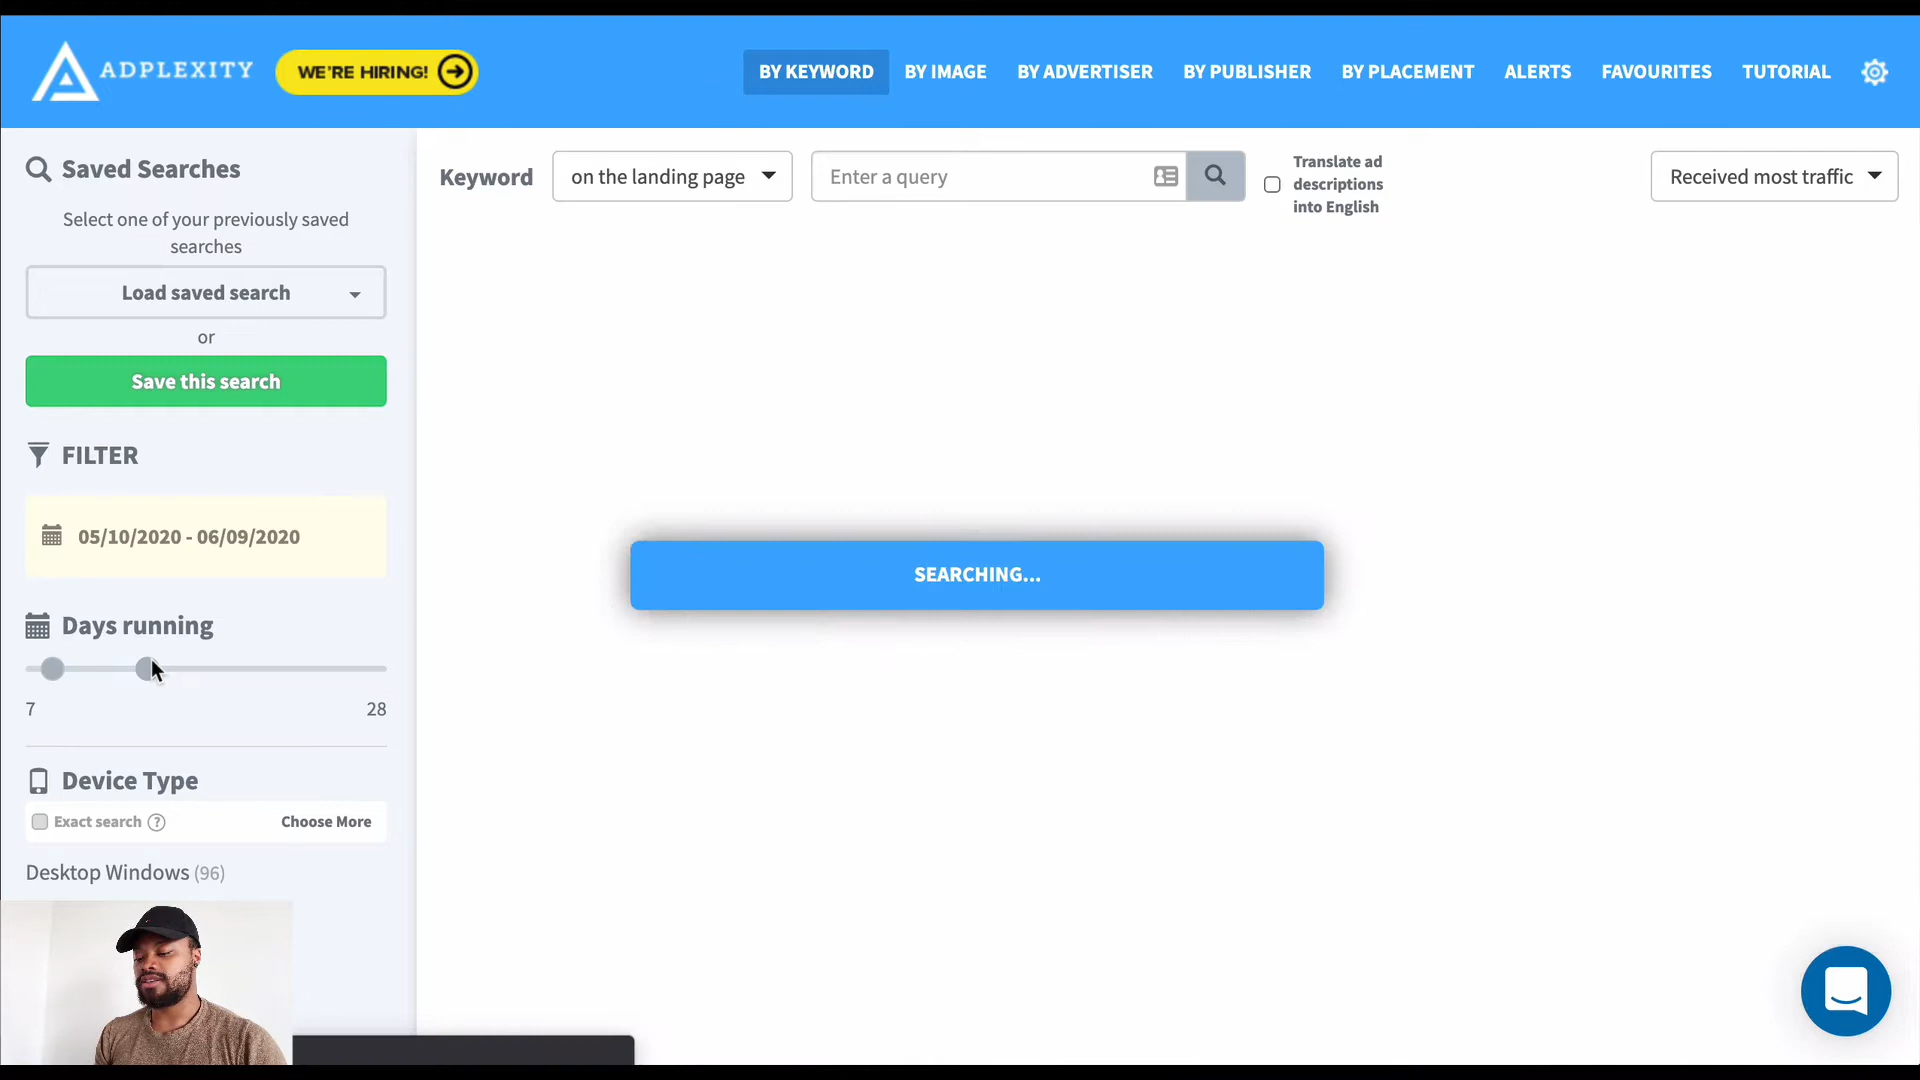 ADPLEXITY
WE'RE HIRING!
BY KEYWORD
BY IMAGE
BY ADVERTISER
BY PUBLISHER
BY PLACEMENT
ALERTS
FAVOURITES
TUTORIAL
Saved Searches
Select one of your previously saved
searches
Load saved search
or
Save this search
FILTER
05/10/2020 - 06/09/2020
Days running
7
28
Device Type
Exact search ?
Choose More
Desktop Windows (96)
Keyword
on the landing page
Enter a query
Translate ad
descriptions
into English
Received most traffic
SEARCHING...